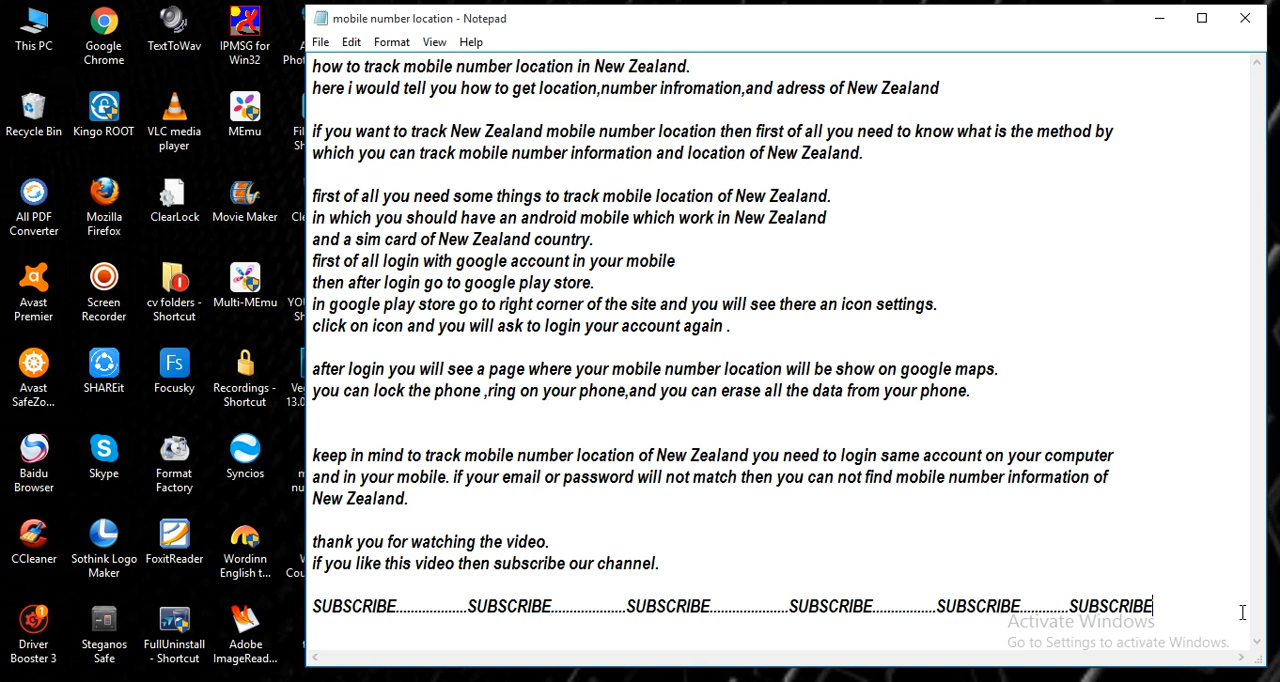 mobile number location - Notepad
File Edit Format View Help
how to track mobile number location in New Zealand.
here i would tell you how to get location,number infromation,and adress of New Zealand
if you want to track New Zealand mobile number location then first of all you need to know what is the method by
which you can track mobile number information and location of New Zealand.
first of all you need some things to track mobile location of New Zealand.
in which you should have an android mobile which work in New Zealand
and a sim card of New Zealand country.
first of all login with google account in your mobile
then after login go to google play store.
in google play store go to right corner of the site and you will see there an icon settings.
click on icon and you will ask to login your account again .
after login you will see a page where your mobile number location will be show on google maps.
you can lock the phone ,ring on your phone,and you can erase all the data from your phone.
keep in mind to track mobile number location of New Zealand you need to login same account on your computer
and in your mobile. if your email or password will not match then you can not find mobile number information of
New Zealand.
thank you for watching the video.
if you like this video then subscribe our channel.
SUBSCRIBE.................SUBSCRIBE..................SUBSCRIBE...................SUBSCRIBE...............SUBSCRIBE............SUBSCRIBE
Activate Windows
Go to Settings to activate Windows.
This PC
Google
Chrome
TextToWav
IPMSG for
Win32
Recycle Bin
Kingo ROOT
VLC media
player
MEmu
All PDF
Converter
Mozilla
Firefox
ClearLock
Movie Maker
Avast
Premier
Screen
Recorder
cv folders -
Shortcut
Multi-MEmu
Avast
SafeZo...
SHAREit
Focusky
Recordings -
Shortcut
Baidu
Browser
Skype
Format
Factory
Syncios
CCleaner
Sothink Logo
Maker
FoxitReader
Wordinn
English t...
Driver
Booster 3
Steganos
Safe
FullUninstall
- Shortcut
Adobe
ImageRead...